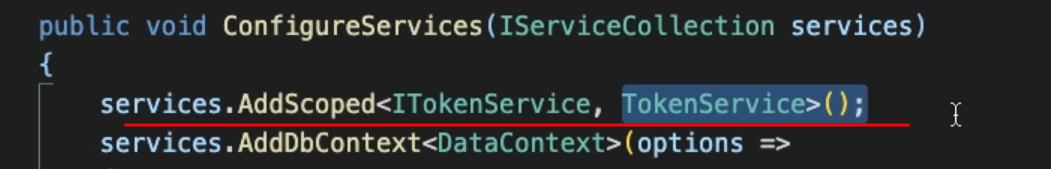 public void ConfigureServices(IServiceCollection services)
{
services.AddScoped<ITokenService, TokenService>();
services.AddDbContext<DataContext>(options =>